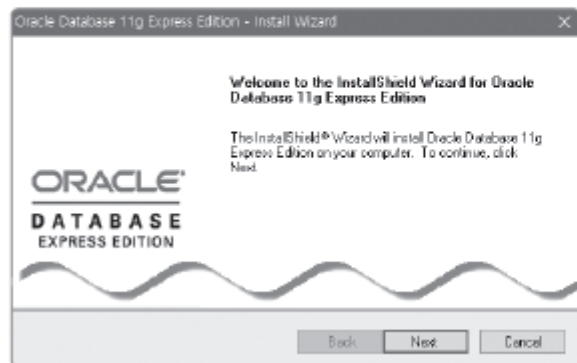 Oracle Database 11g Express Edition - Install Wizard
Welcome to the InstallShield Wizard for Oracle
Database 11g Express Edition
The InstallShield® Wizard will install Oracle Database 11g
Express Edition on your computer. To continue, click
Next.
ORACLE®
DATABASE
EXPRESS EDITION
Back
Next
Cancel